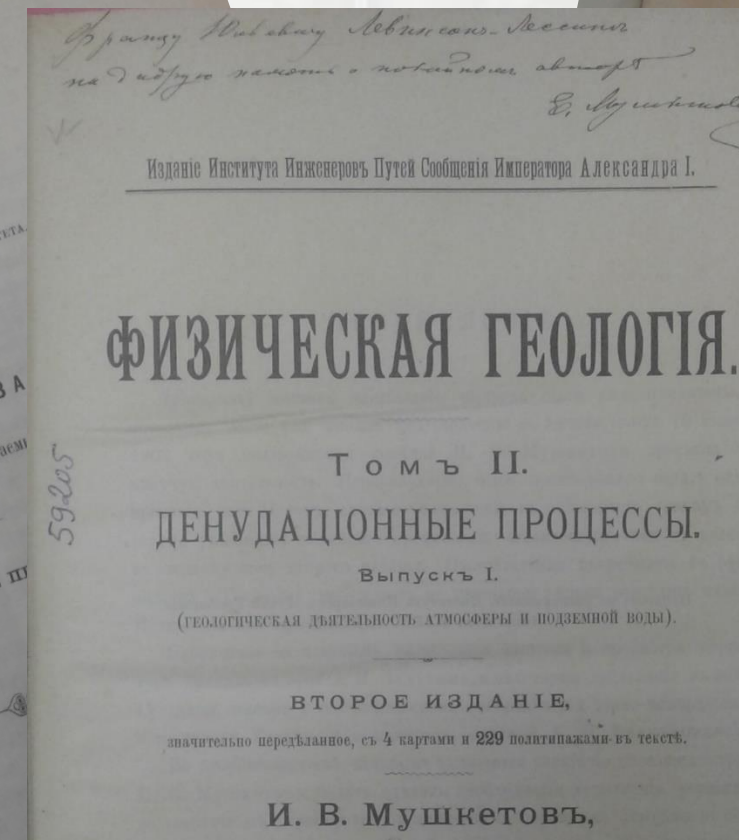 Францу Юльевичу Левинсон-Лессингу
на добрую память о покойном авторѣ
Е. Мушкетова
Изданіе Института Инженеровъ Путей Сообщенія Императора Александра I.
ФИЗИЧЕСКАЯ ГЕОЛОГІЯ.
Томъ II.
59205
ДЕНУДАЦІОННЫЕ ПРОЦЕССЫ.
Выпускъ I.
(ГЕОЛОГИЧЕСКАЯ ДѢЯТЕЛЬНОСТЬ АТМОСФЕРЫ И ПОДЗЕМНОЙ ВОДЫ).
ВТОРОЕ ИЗДАНІЕ,
значительно передѣланное, съ 4 картами и 229 политипажами въ текстѣ.
И. В. Мушкетовъ,